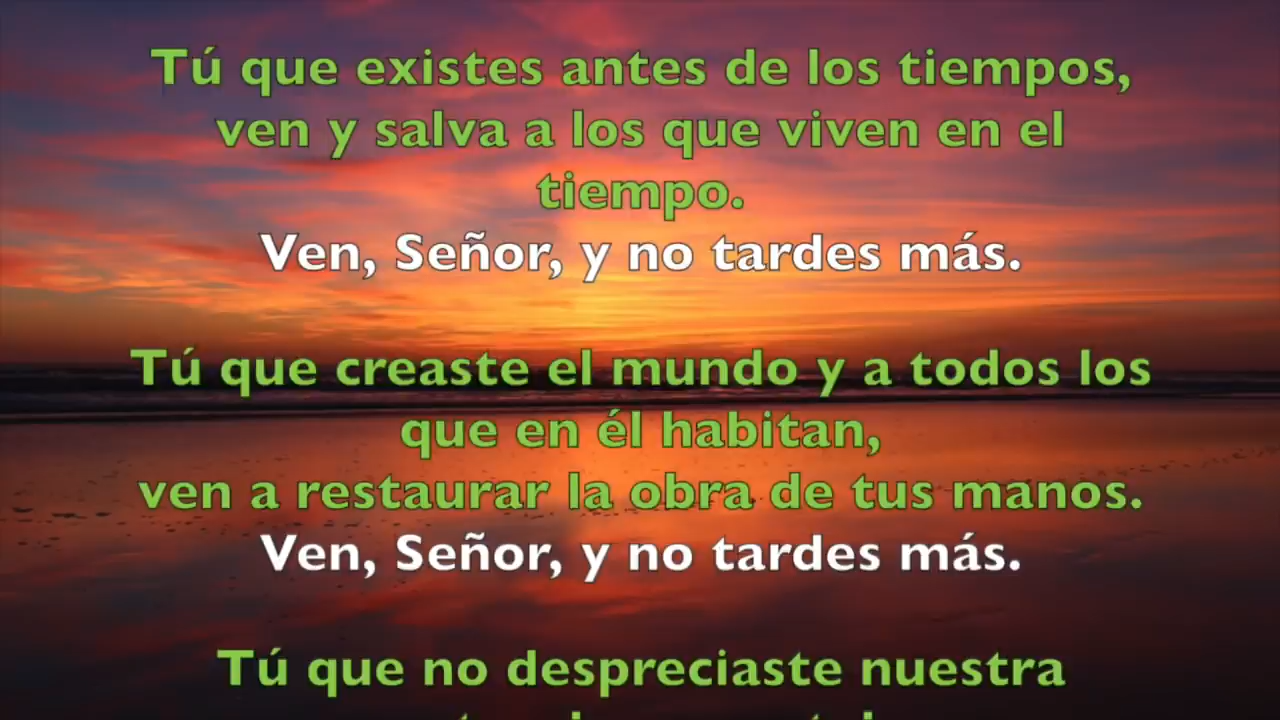 Tú que existes antes de los tiempos,
ven y salva a los que viven en el
tiempo.
Ven, Señor, y no tardes más.
Tú que creaste el mundo y a todos los
que en él habitan,
ven a restaurar la obra de tus manos.
Ven, Señor, y no tardes más.
Tú que no despreciaste nuestra